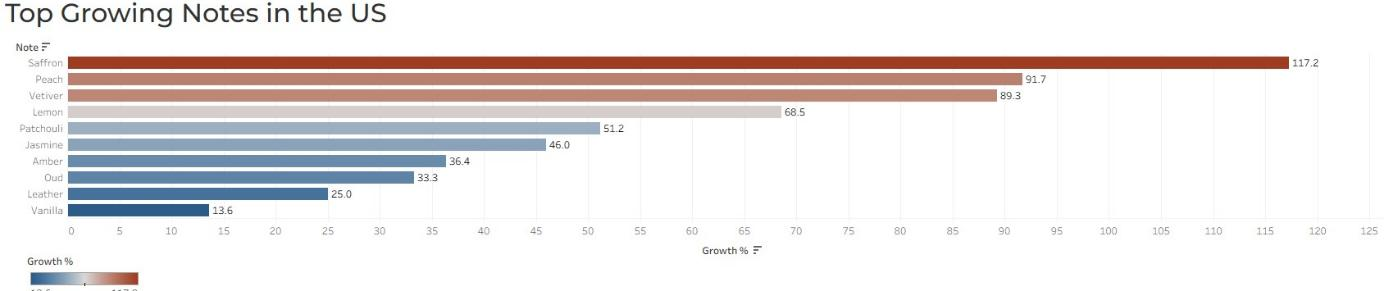 Top Growing Notes in the US
Note
Saffron 117.2
Peach 91.7
Vetiver 89.3
Lemon 68.5
Patchouli 51.2
Jasmine 46.0
Amber 36.4
Oud 33.3
Leather 25.0
Vanilla 13.6
0 5 10 15 20 25 30 35 40 45 50 55 60 65 70 75 80 85 90 95 100 105 110 115 120 125
Growth %
Growth %